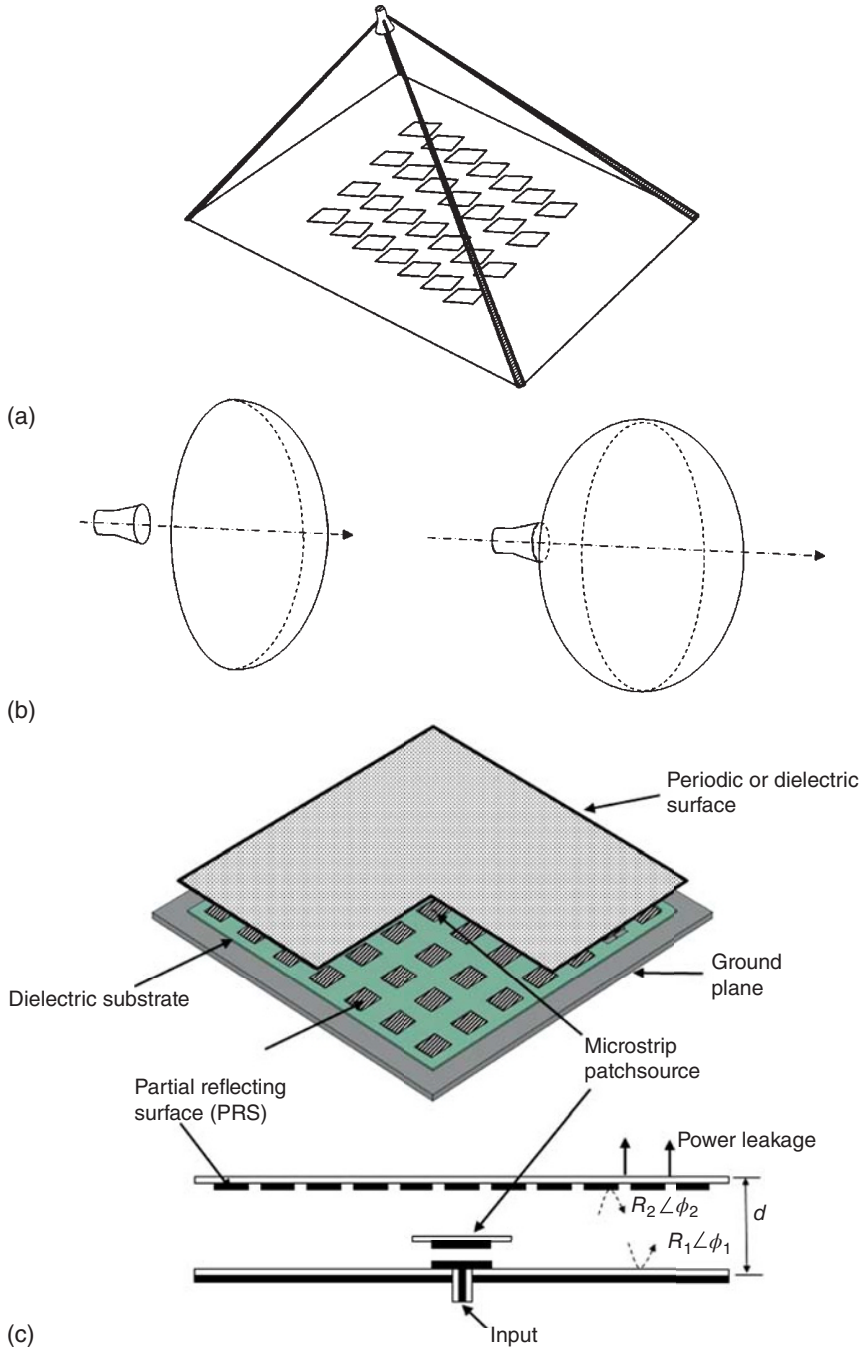 (a)
(b)
Periodic or dielectric
surface
Dielectric substrate
Ground
plane
Microstrip
patchsource
Partial reflecting
surface (PRS)
Power leakage
R₂∠ϕ₂
d
R₁∠ϕ₁
Input
(c)